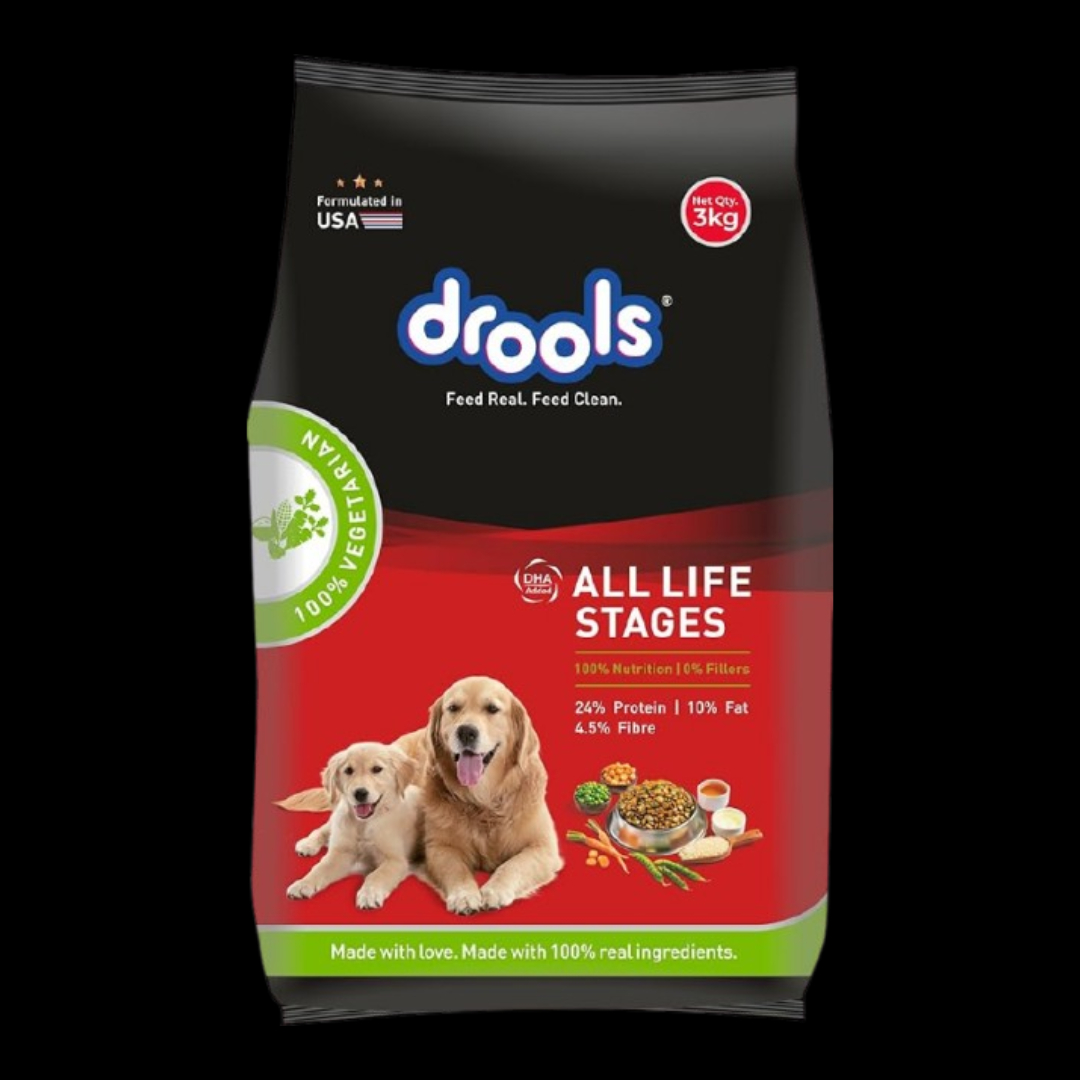 Formulated in
USA
Net Qty.
3kg
drools®
Feed Real. Feed Clean.
100% VEGETARIAN
DHA
Added
ALL LIFE
STAGES
100% Nutrition | 0% Fillers
24% Protein | 10% Fat
4.5% Fibre
Made with love. Made with 100% real ingredients.